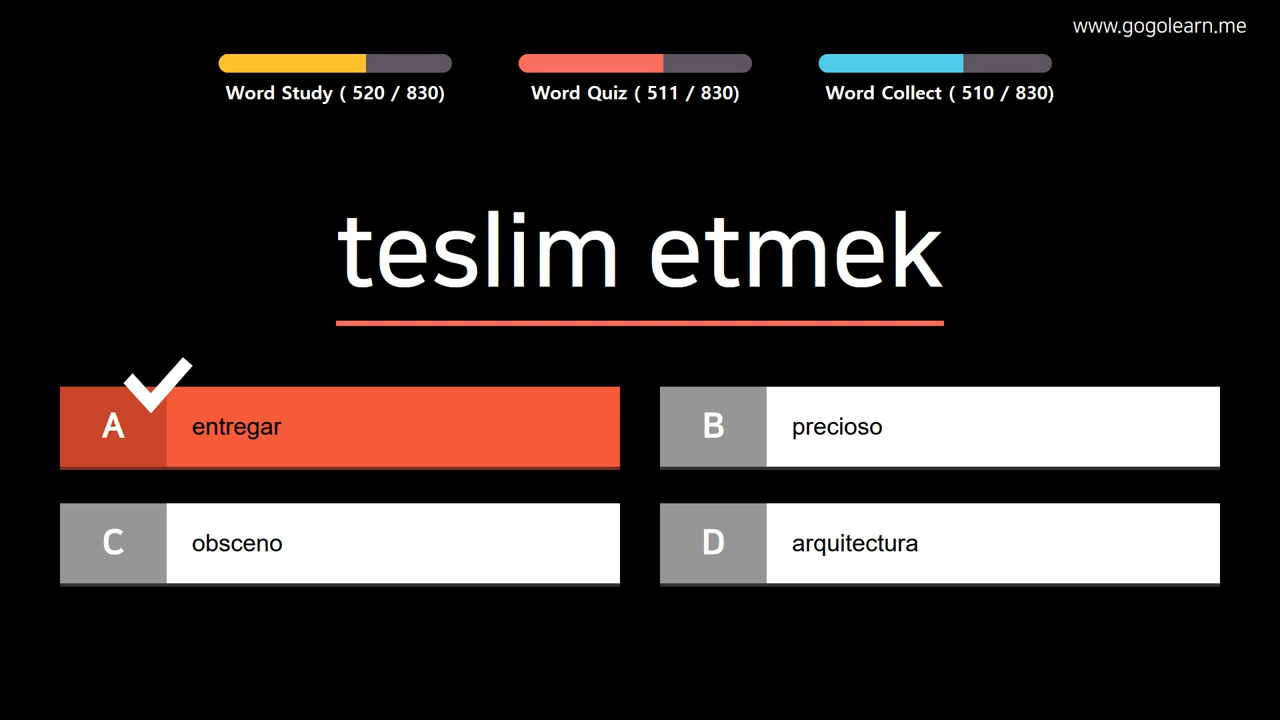 www.gogolearn.me
Word Study ( 520 / 830)
Word Quiz ( 511 / 830)
Word Collect ( 510 / 830)
teslim etmek
A entregar
B precioso
C obsceno
D arquitectura